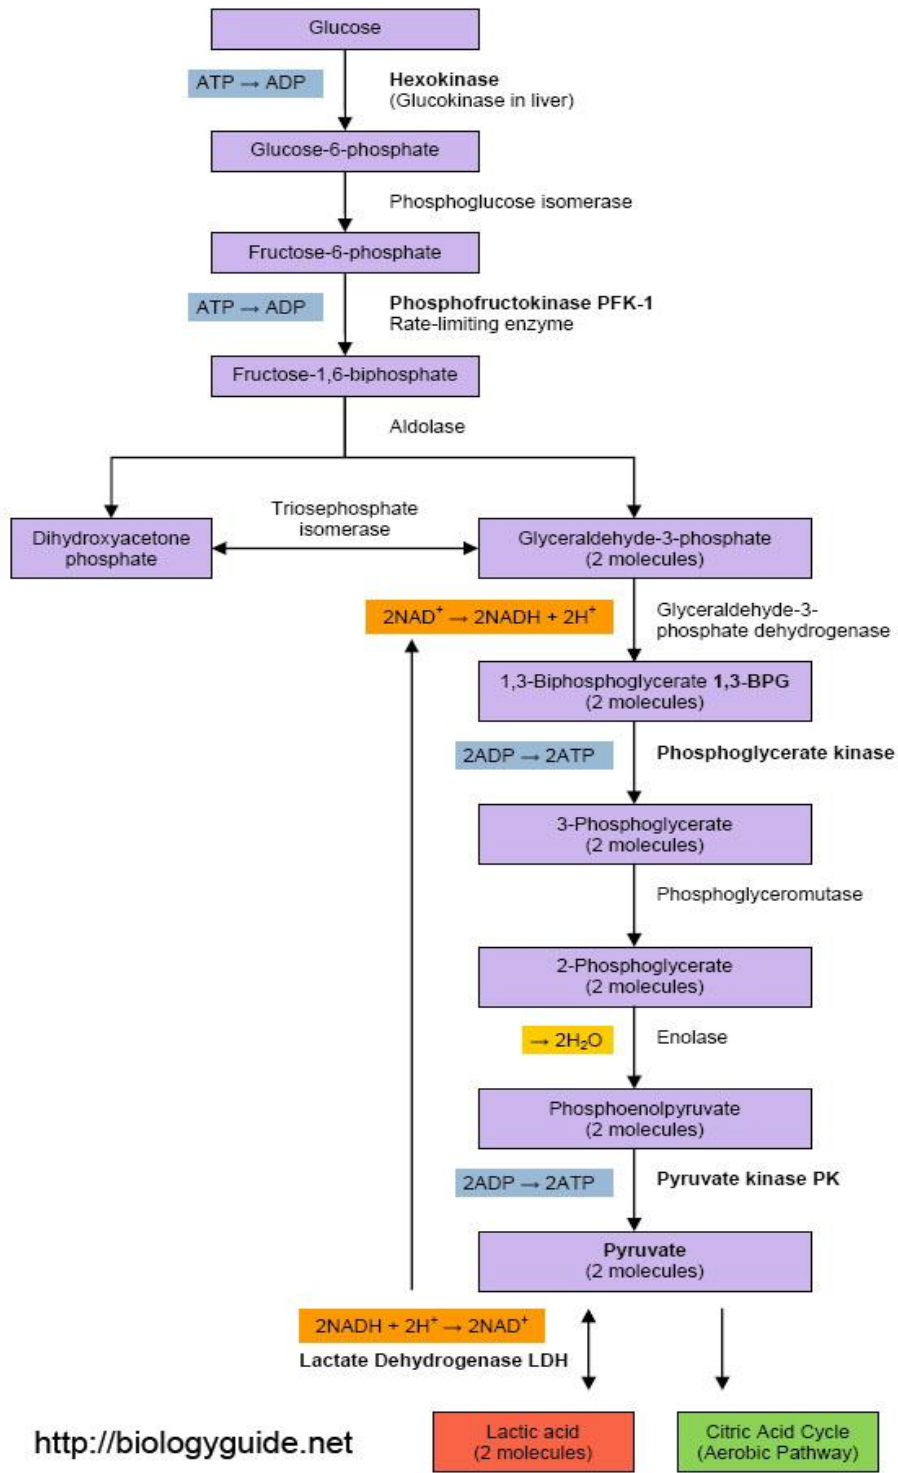 Glucose
ATP → ADP
Hexokinase
(Glucokinase in liver)
Glucose-6-phosphate
Phosphoglucose isomerase
Fructose-6-phosphate
ATP → ADP
Phosphofructokinase PFK-1
Rate-limiting enzyme
Fructose-1,6-biphosphate
Aldolase
Triosephosphate
isomerase
Dihydroxyacetone
phosphate
Glyceraldehyde-3-phosphate
(2 molecules)
2NAD⁺ → 2NADH + 2H⁺
Glyceraldehyde-3-
phosphate dehydrogenase
1,3-Biphosphoglycerate 1,3-BPG
(2 molecules)
2ADP → 2ATP
Phosphoglycerate kinase
3-Phosphoglycerate
(2 molecules)
Phosphoglyceromutase
2-Phosphoglycerate
(2 molecules)
→ 2H₂O
Enolase
Phosphoenolpyruvate
(2 molecules)
2ADP → 2ATP
Pyruvate kinase PK
Pyruvate
(2 molecules)
2NADH + 2H⁺ → 2NAD⁺
Lactate Dehydrogenase LDH
Lactic acid
(2 molecules)
Citric Acid Cycle
(Aerobic Pathway)
http://biologyguide.net